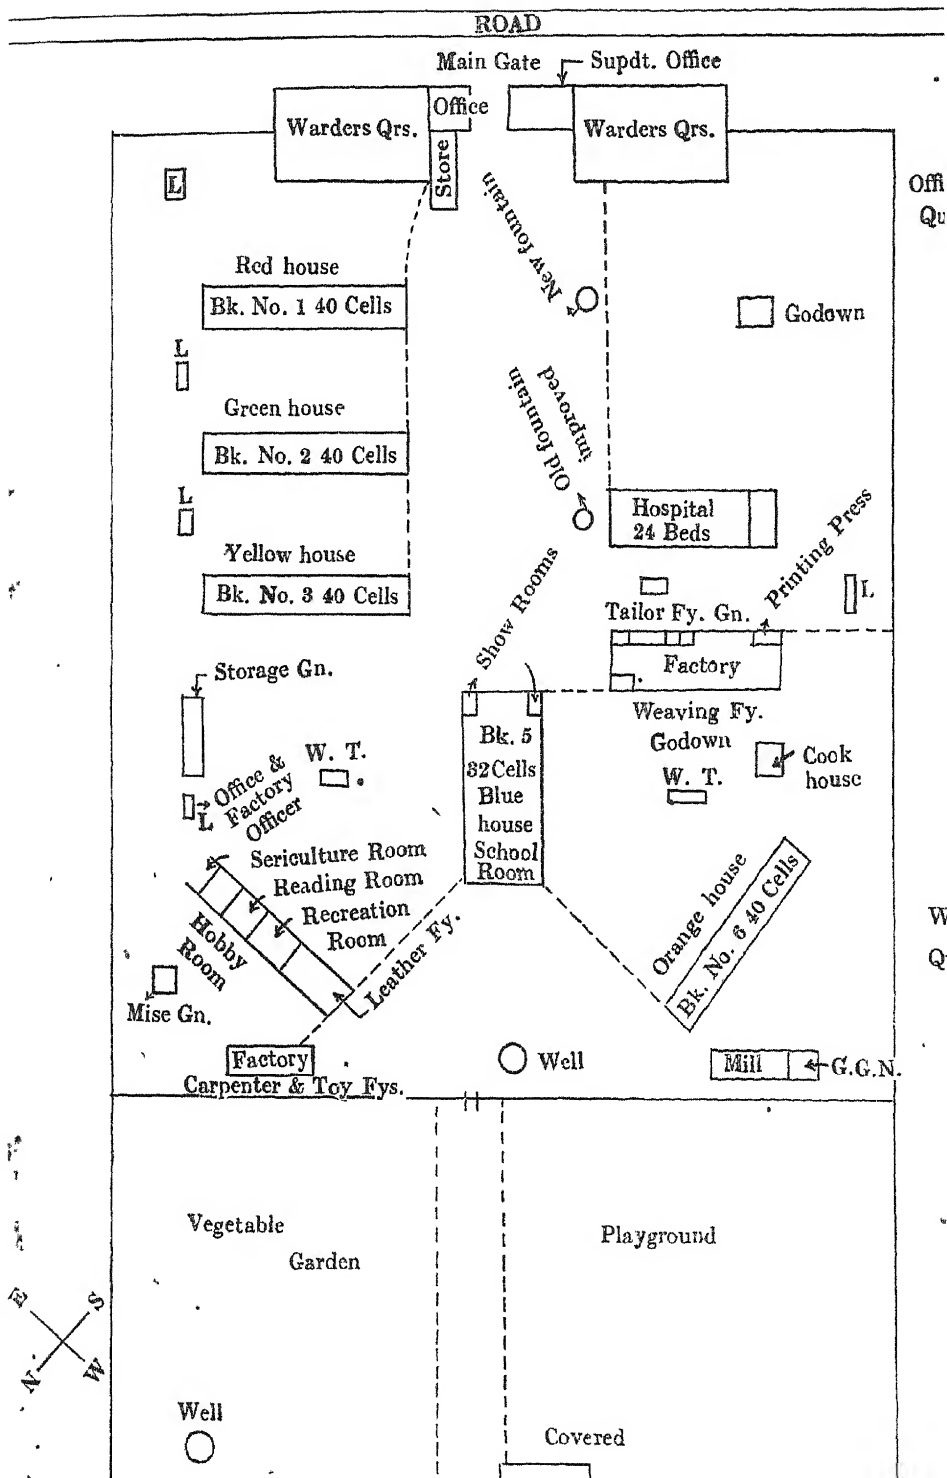 ROAD
Main Gate
Supdt. Office
Warders Qrs.
Office
Store
Warders Qrs.
L
Offi
Qu
New fountain
Red house
Bk. No. 1 40 Cells
Godown
L
Old fountain
improved
Green house
Bk. No. 2 40 Cells
L
Hospital
24 Beds
Printing Press
Yellow house
Bk. No. 3 40 Cells
Show Rooms
L
Tailor Fy. Gn.
Factory
Storage Gn.
Weaving Fy.
Godown
Bk. 5
32 Cells
Blue
house
School
Room
W. T.
W. T.
Cook
house
L
Office &
Factory
Officer
Sericulture Room
Reading Room
Recreation
Room
Hobby
Room
Leather Fy.
Orange house
Bk. No. 6 40 Cells
W
Q
Mise Gn.
Factory
Carpenter & Toy Fys.
Well
Mill
G.G.N.
Vegetable
Garden
Playground
E
S
N
W
Well
Covered